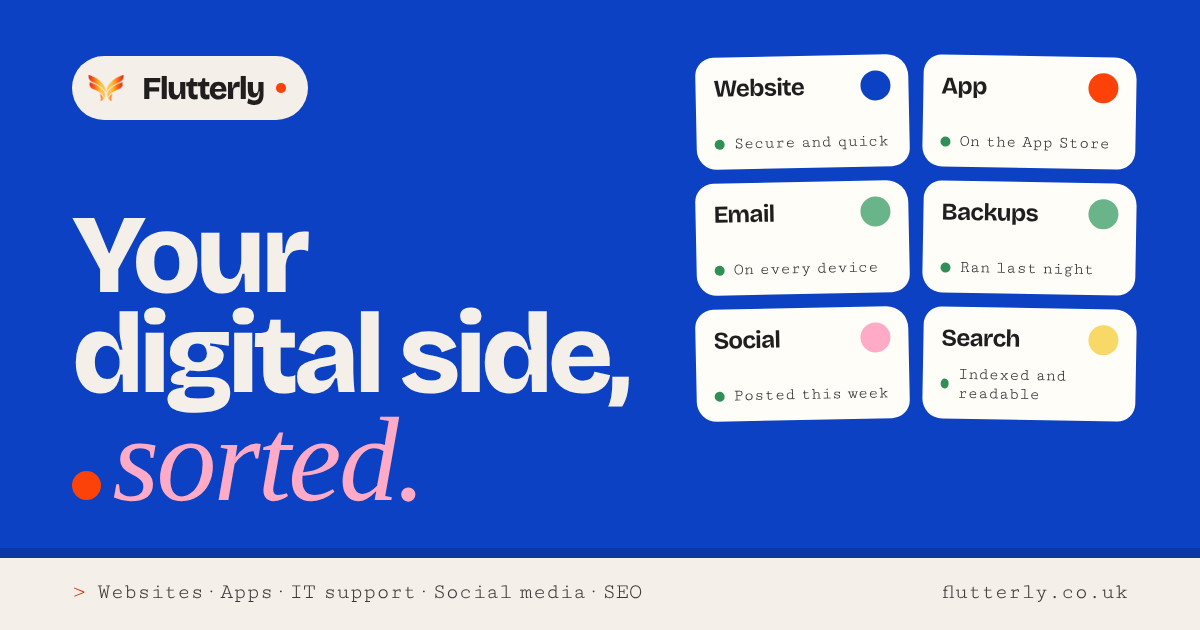 Flutterly
Your
digital side,
sorted.
Website
Secure and quick
App
On the App Store
Email
On every device
Backups
Ran last night
Social
Posted this week
Search
Indexed and
readable
> Websites · Apps · IT support · Social media · SEO
flutterly.co.uk